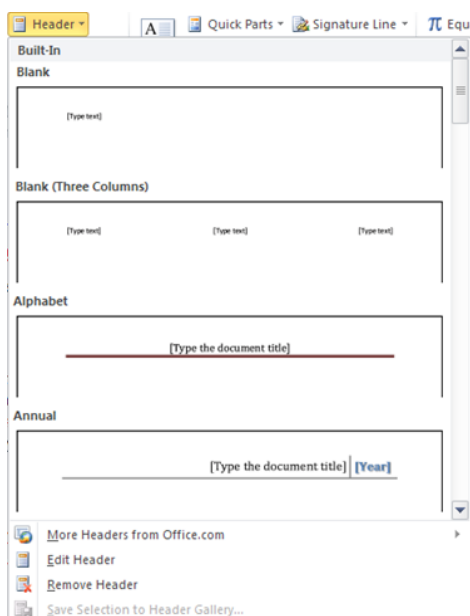 Header A Quick Parts Signature Line π Equ
Built-In
Blank
[Type text]
Blank (Three Columns)
[Type text] [Type text] [Type text]
Alphabet
[Type the document title]
Annual
[Type the document title] [Year]
More Headers from Office.com
Edit Header
Remove Header
Save Selection to Header Gallery...